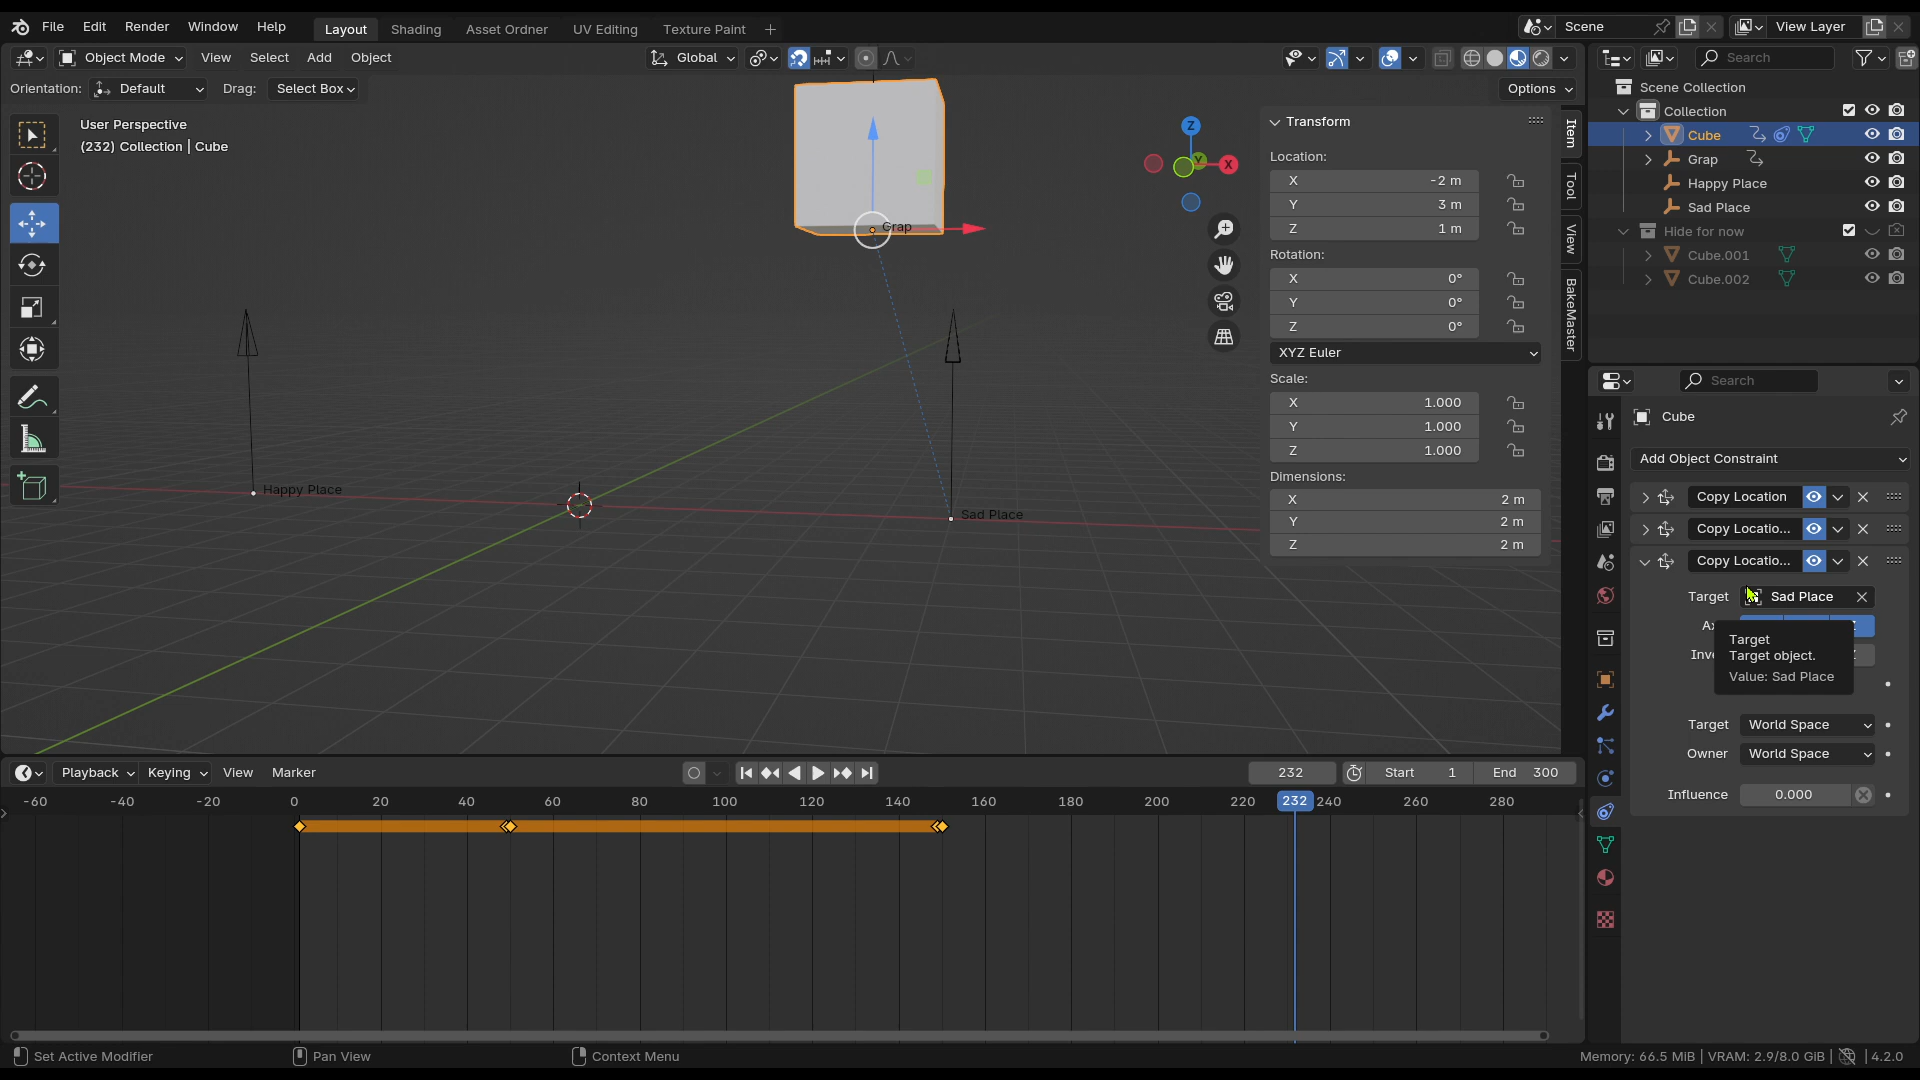 File Edit Render Window Help Layout Shading Asset Ordner UV Editing Texture Paint + Scene View Layer
Object Mode View Select Add Object Global Search
Orientation: Default Drag: Select Box Options
User Perspective
(232) Collection | Cube
Grap
Happy Place
Sad Place
Z
Y
X
Transform
Location:
X -2 m
Y 3 m
Z 1 m
Rotation:
X 0°
Y 0°
Z 0°
XYZ Euler
Scale:
X 1.000
Y 1.000
Z 1.000
Dimensions:
X 2 m
Y 2 m
Z 2 m
Item
Tool
View
BakeMaster
Scene Collection
Collection
Cube
Grap
Happy Place
Sad Place
Hide for now
Cube.001
Cube.002
Search
Cube
Add Object Constraint
Copy Location
Copy Locatio...
Copy Locatio...
Target Sad Place
Ax
Inve
Target
Target object.
Value: Sad Place
Target World Space
Owner World Space
Influence 0.000
Playback Keying View Marker 232 Start 1 End 300
-60 -40 -20 0 20 40 60 80 100 120 140 160 180 200 220 232 240 260 280
Set Active Modifier Pan View Context Menu Memory: 66.5 MiB | VRAM: 2.9/8.0 GiB | 4.2.0